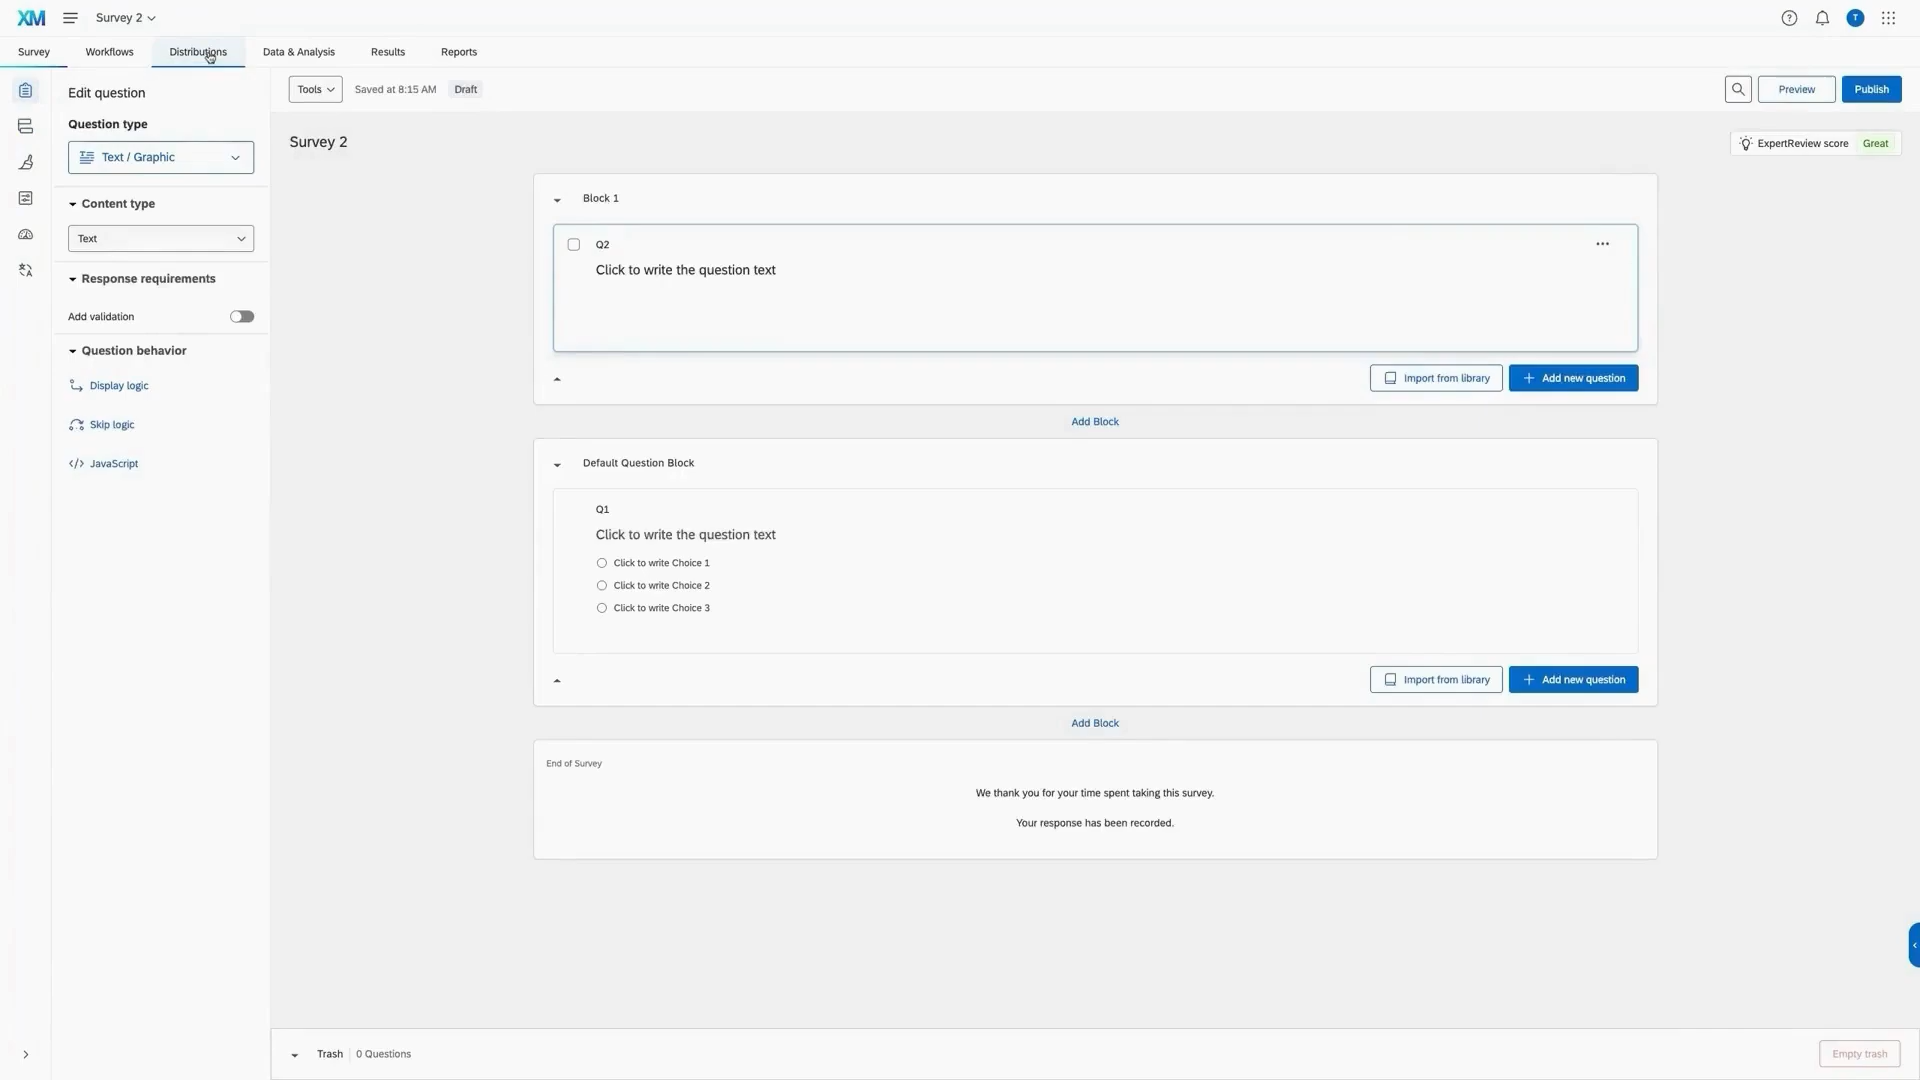 XM
Survey 2
T
Survey
Workflows
Distributions
Data & Analysis
Results
Reports
Edit question
Question type
Text / Graphic
Content type
Text
Response requirements
Add validation
Question behavior
Display logic
Skip logic
JavaScript
Tools
Saved at 8:15 AM
Draft
Preview
Publish
Survey 2
ExpertReview score Great
Block 1
Q2
Click to write the question text
Import from library
Add new question
Add Block
Default Question Block
Q1
Click to write the question text
Click to write Choice 1
Click to write Choice 2
Click to write Choice 3
Import from library
Add new question
Add Block
End of Survey
We thank you for your time spent taking this survey.
Your response has been recorded.
Trash
0 Questions
Empty trash